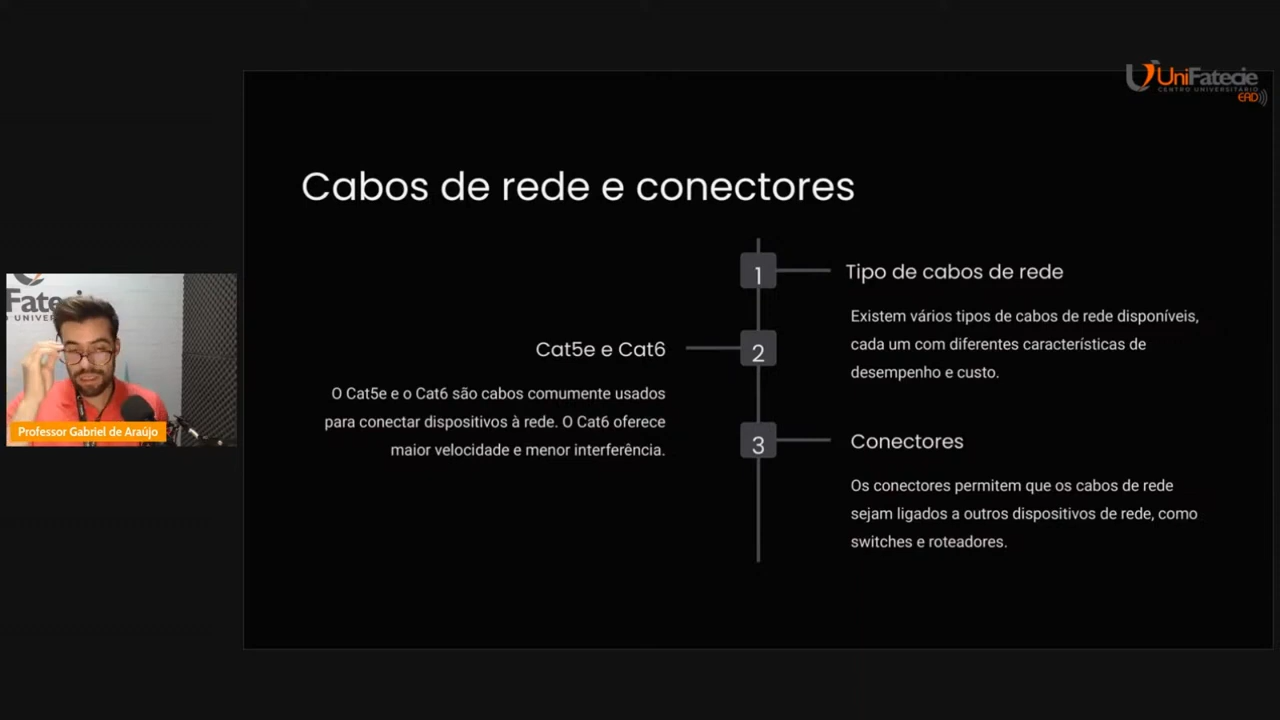 UniFatecie
CENTRO UNIVERSITÁRIO
EAD
Cabos de rede e conectores
1
Tipo de cabos de rede
Existem vários tipos de cabos de rede disponíveis,
cada um com diferentes características de
desempenho e custo.
Cat5e e Cat6
2
O Cat5e e o Cat6 são cabos comumente usados
para conectar dispositivos à rede. O Cat6 oferece
maior velocidade e menor interferência.
3
Conectores
Os conectores permitem que os cabos de rede
sejam ligados a outros dispositivos de rede, como
switches e roteadores.
Professor Gabriel de Araújo